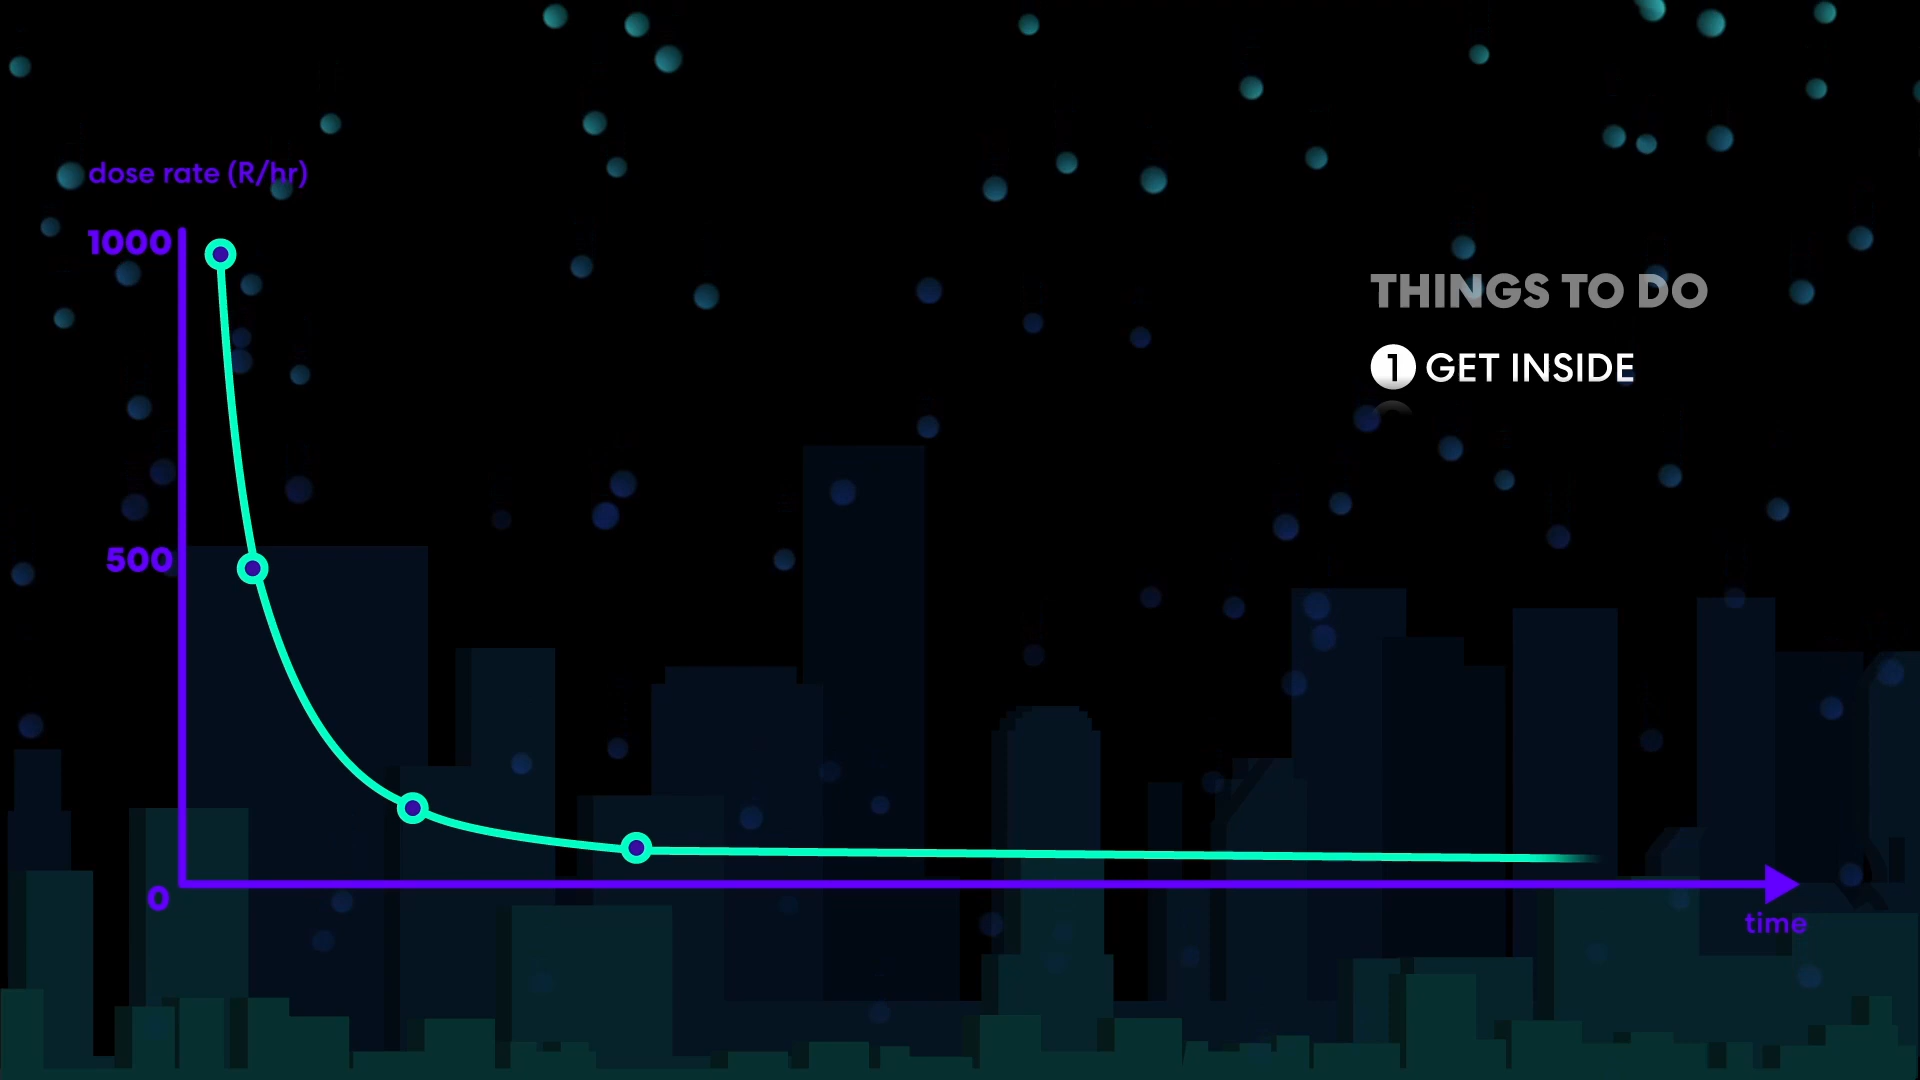 dose rate (R/hr)
1000
500
0
time
THINGS TO DO
1 GET INSIDE